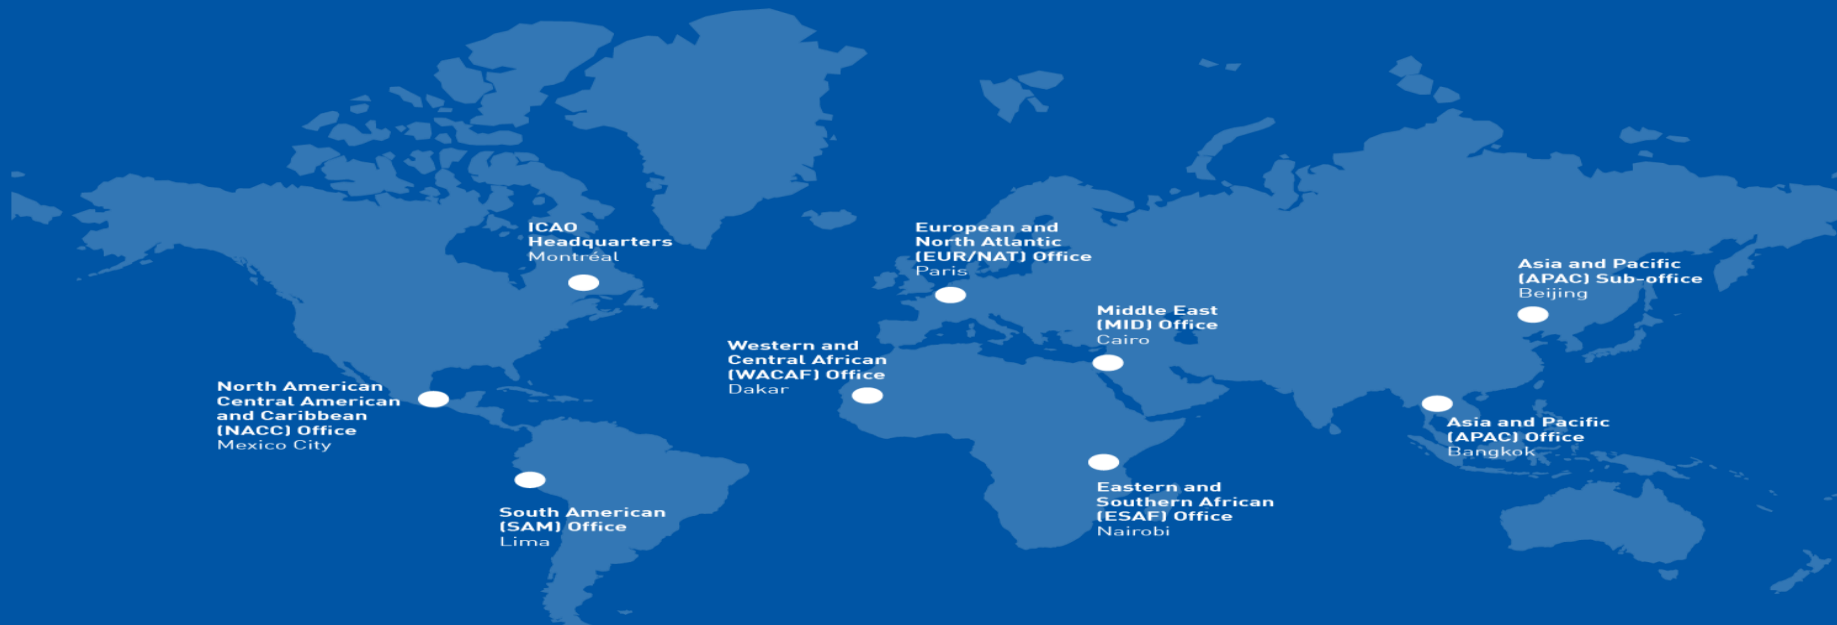 ICAO
Headquarters
Montréal
European and
North Atlantic
(EUR/NAT) Office
Paris
Asia and Pacific
(APAC) Sub-office
Beijing
Middle East
(MID) Office
Cairo
Western and
Central African
(WACAF) Office
Dakar
North American
Central American
and Caribbean
(NACC) Office
Mexico City
Asia and Pacific
(APAC) Office
Bangkok
Eastern and
Southern African
(ESAF) Office
Nairobi
South American
(SAM) Office
Lima